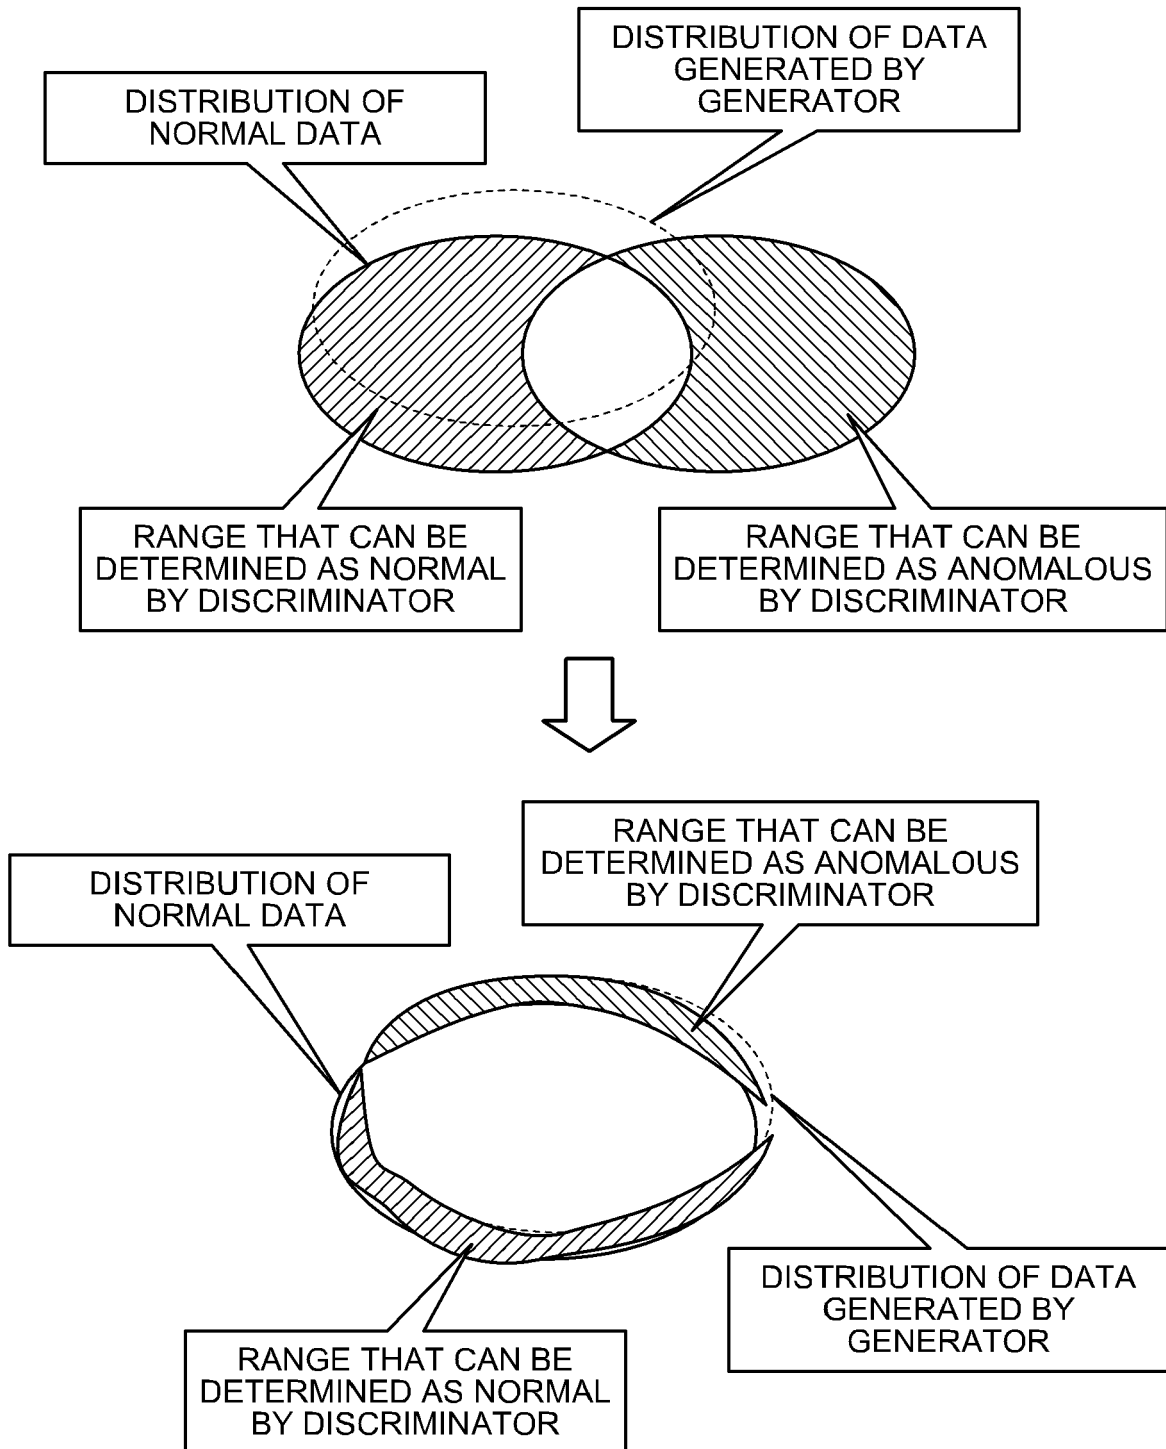 DISTRIBUTION OF DATA
GENERATED BY
GENERATOR
DISTRIBUTION OF
NORMAL DATA
RANGE THAT CAN BE
DETERMINED AS NORMAL
BY DISCRIMINATOR
RANGE THAT CAN BE
DETERMINED AS ANOMALOUS
BY DISCRIMINATOR
RANGE THAT CAN BE
DETERMINED AS ANOMALOUS
BY DISCRIMINATOR
DISTRIBUTION OF
NORMAL DATA
DISTRIBUTION OF DATA
GENERATED BY
GENERATOR
RANGE THAT CAN BE
DETERMINED AS NORMAL
BY DISCRIMINATOR